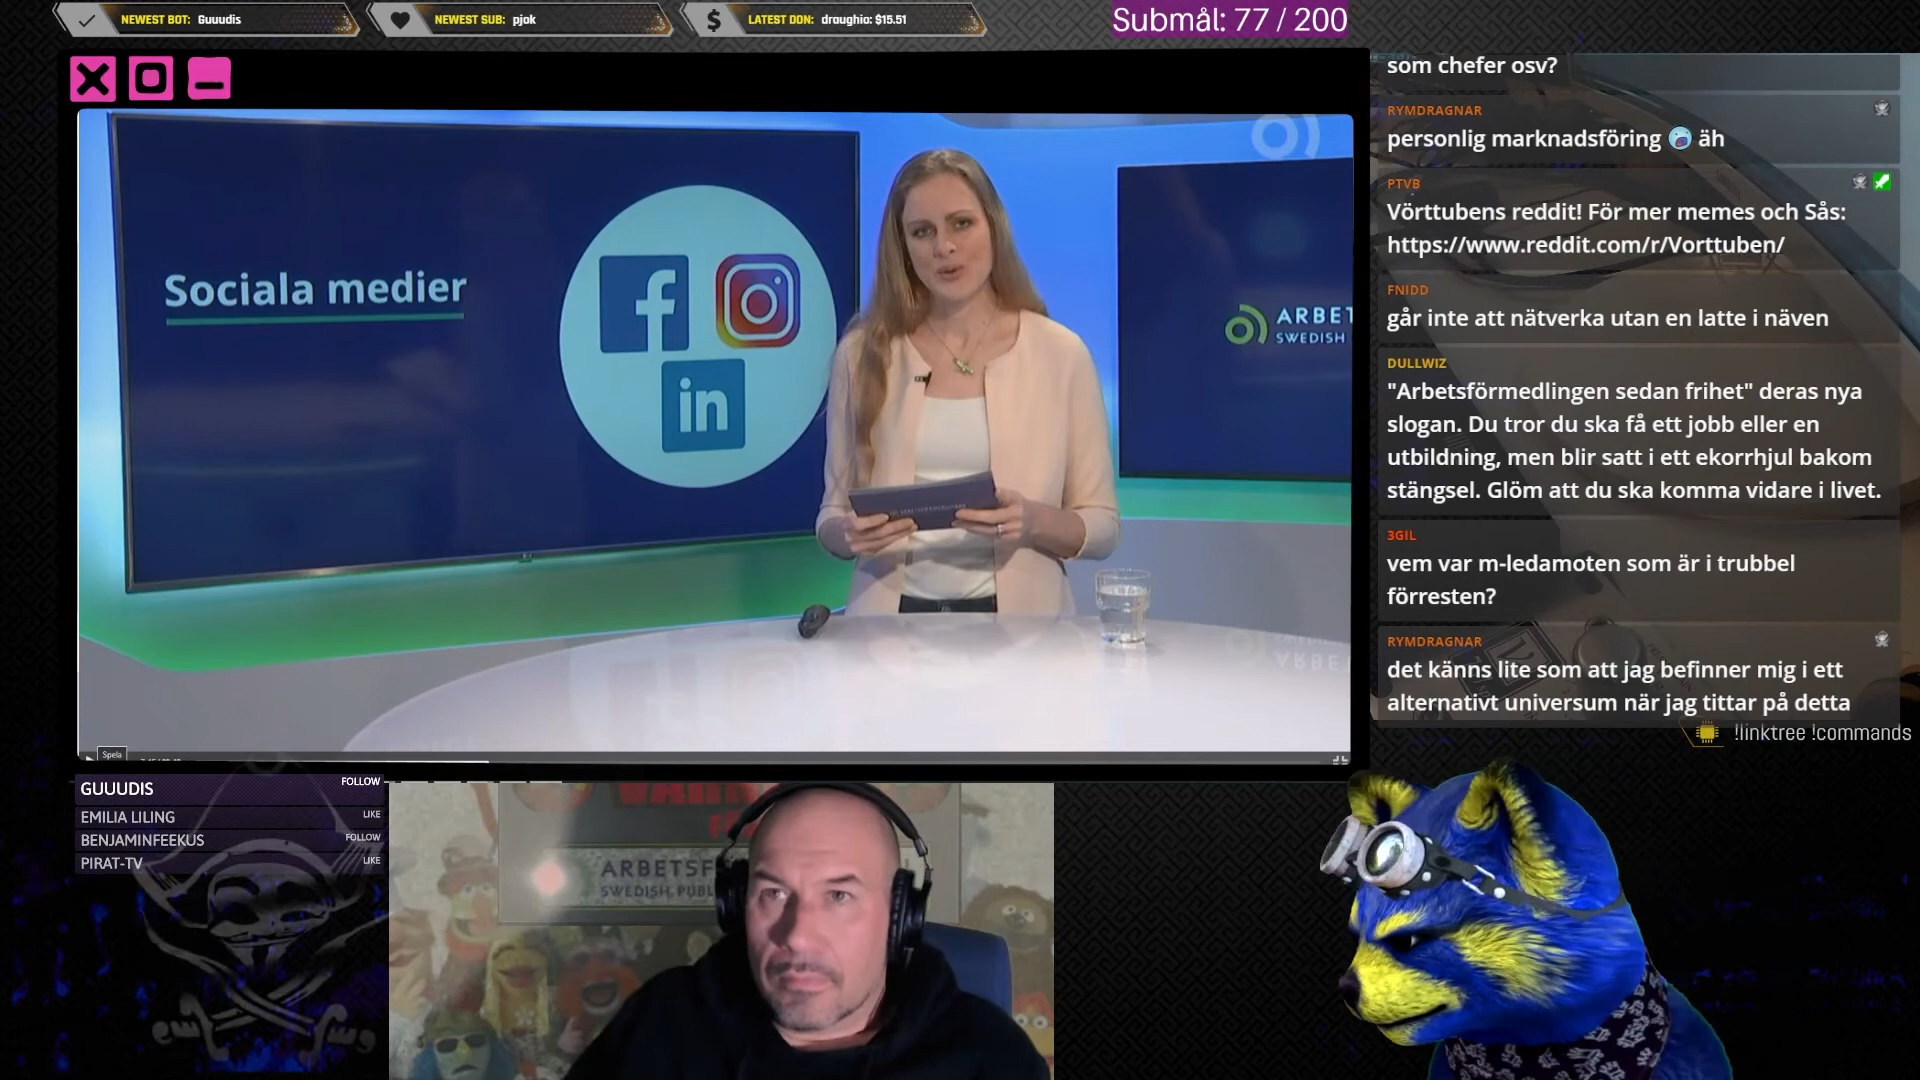 NEWEST BOT: Guuudis
NEWEST SUB: pjok
LATEST DON: draughio: $15.51
Submål: 77 / 200
Sociala medier
ARBET
SWEDISH
Spela
som chefer osv?
RYMDRAGNAR
personlig marknadsföring äh
PTVB
Vörttubens reddit! För mer memes och Sås:
https://www.reddit.com/r/Vorttuben/
FNIDD
går inte att nätverka utan en latte i näven
DULLWIZ
"Arbetsförmedlingen sedan frihet" deras nya
slogan. Du tror du ska få ett jobb eller en
utbildning, men blir satt i ett ekorrhjul bakom
stängsel. Glöm att du ska komma vidare i livet.
3GIL
vem var m-ledamoten som är i trubbel
förresten?
RYMDRAGNAR
det känns lite som att jag befinner mig i ett
alternativt universum när jag tittar på detta
!linktree !commands
GUUUDIS FOLLOW
EMILIA LILING LIKE
BENJAMINFEEKUS FOLLOW
PIRAT-TV LIKE
ARBETSF
SWEDISH PUBL